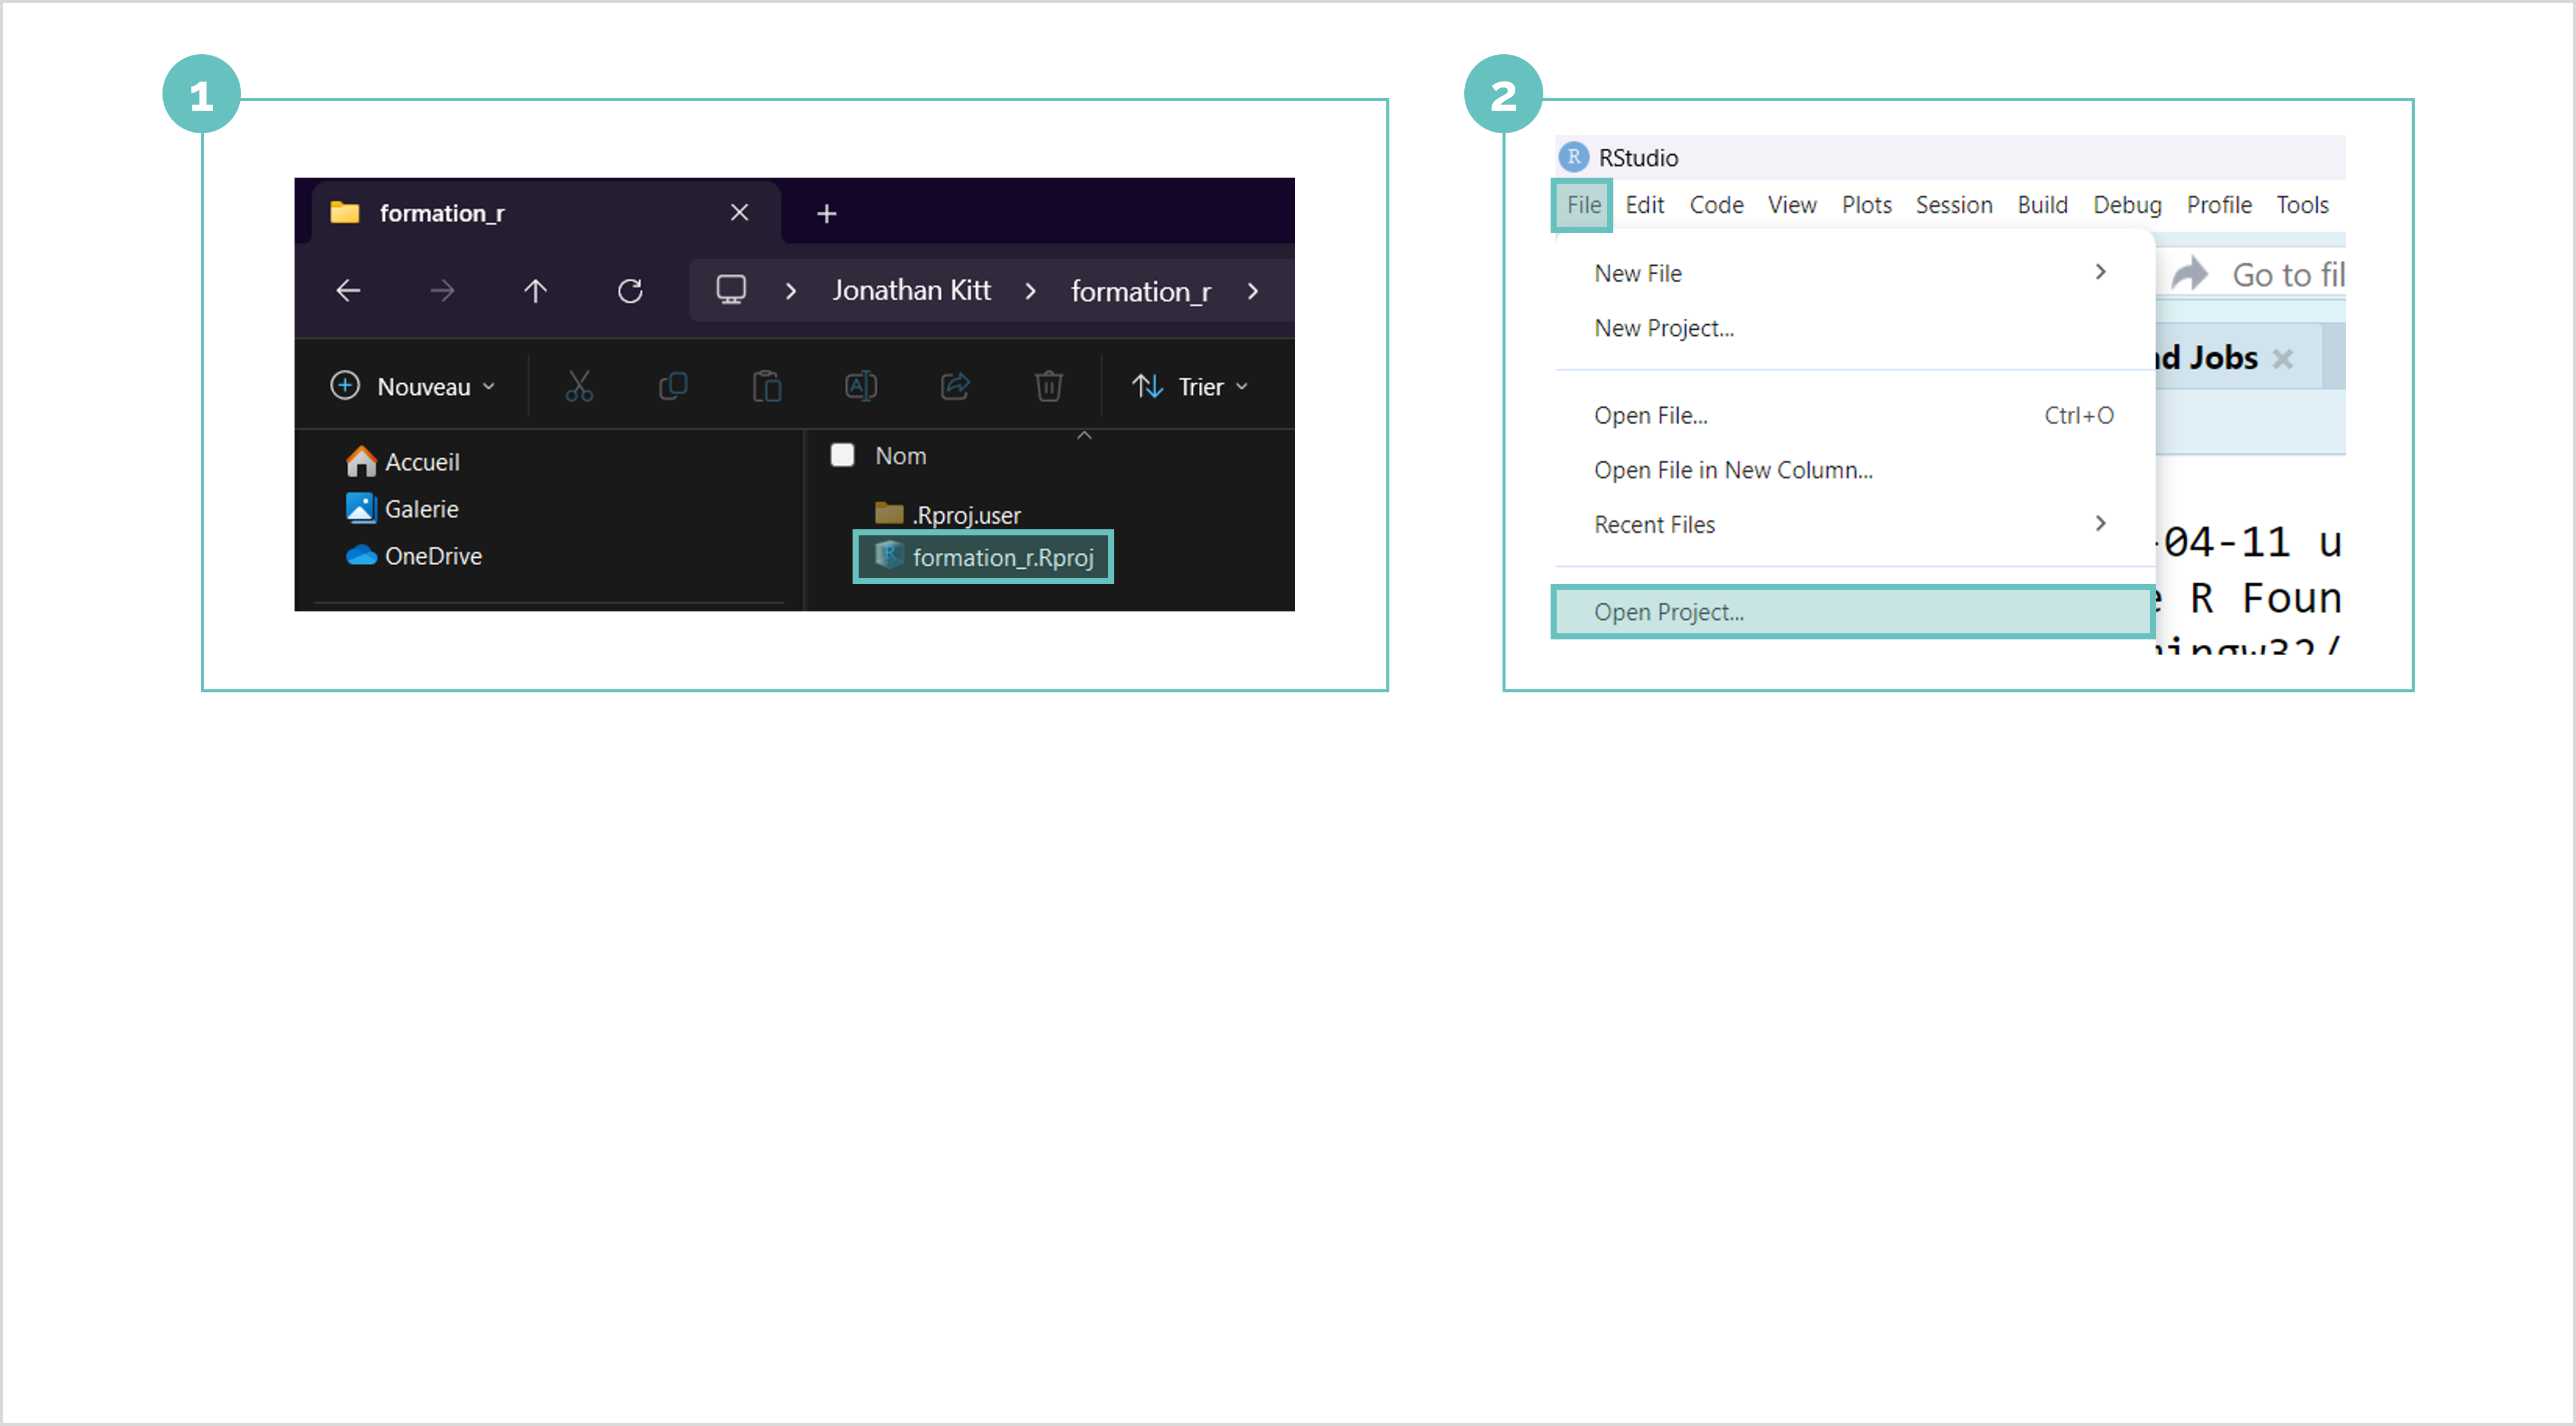 1
formation_r
Jonathan Kitt formation_r
Nouveau Trier
Accueil
Galerie
OneDrive
Nom
.Rproj.user
formation_r.Rproj
2
RStudio
File Edit Code View Plots Session Build Debug Profile Tools
New File
New Project...
Open File... Ctrl+O
Open File in New Column...
Recent Files
Open Project...
Go to fil
nd Jobs
-04-11 u
e R Foun
mingw32/